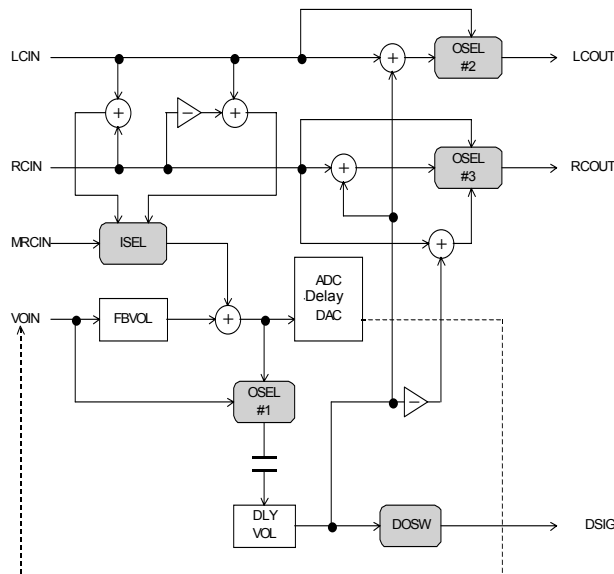 LCIN
OSEL
#2
LCOUT
+
+
+
−
RCIN
+
OSEL
#3
RCOUT
MRCIN
ISEL
+
ADC
Delay
DAC
VOIN
FBVOL
+
OSEL
#1
−
DLY
VOL
DOSW
DSIG